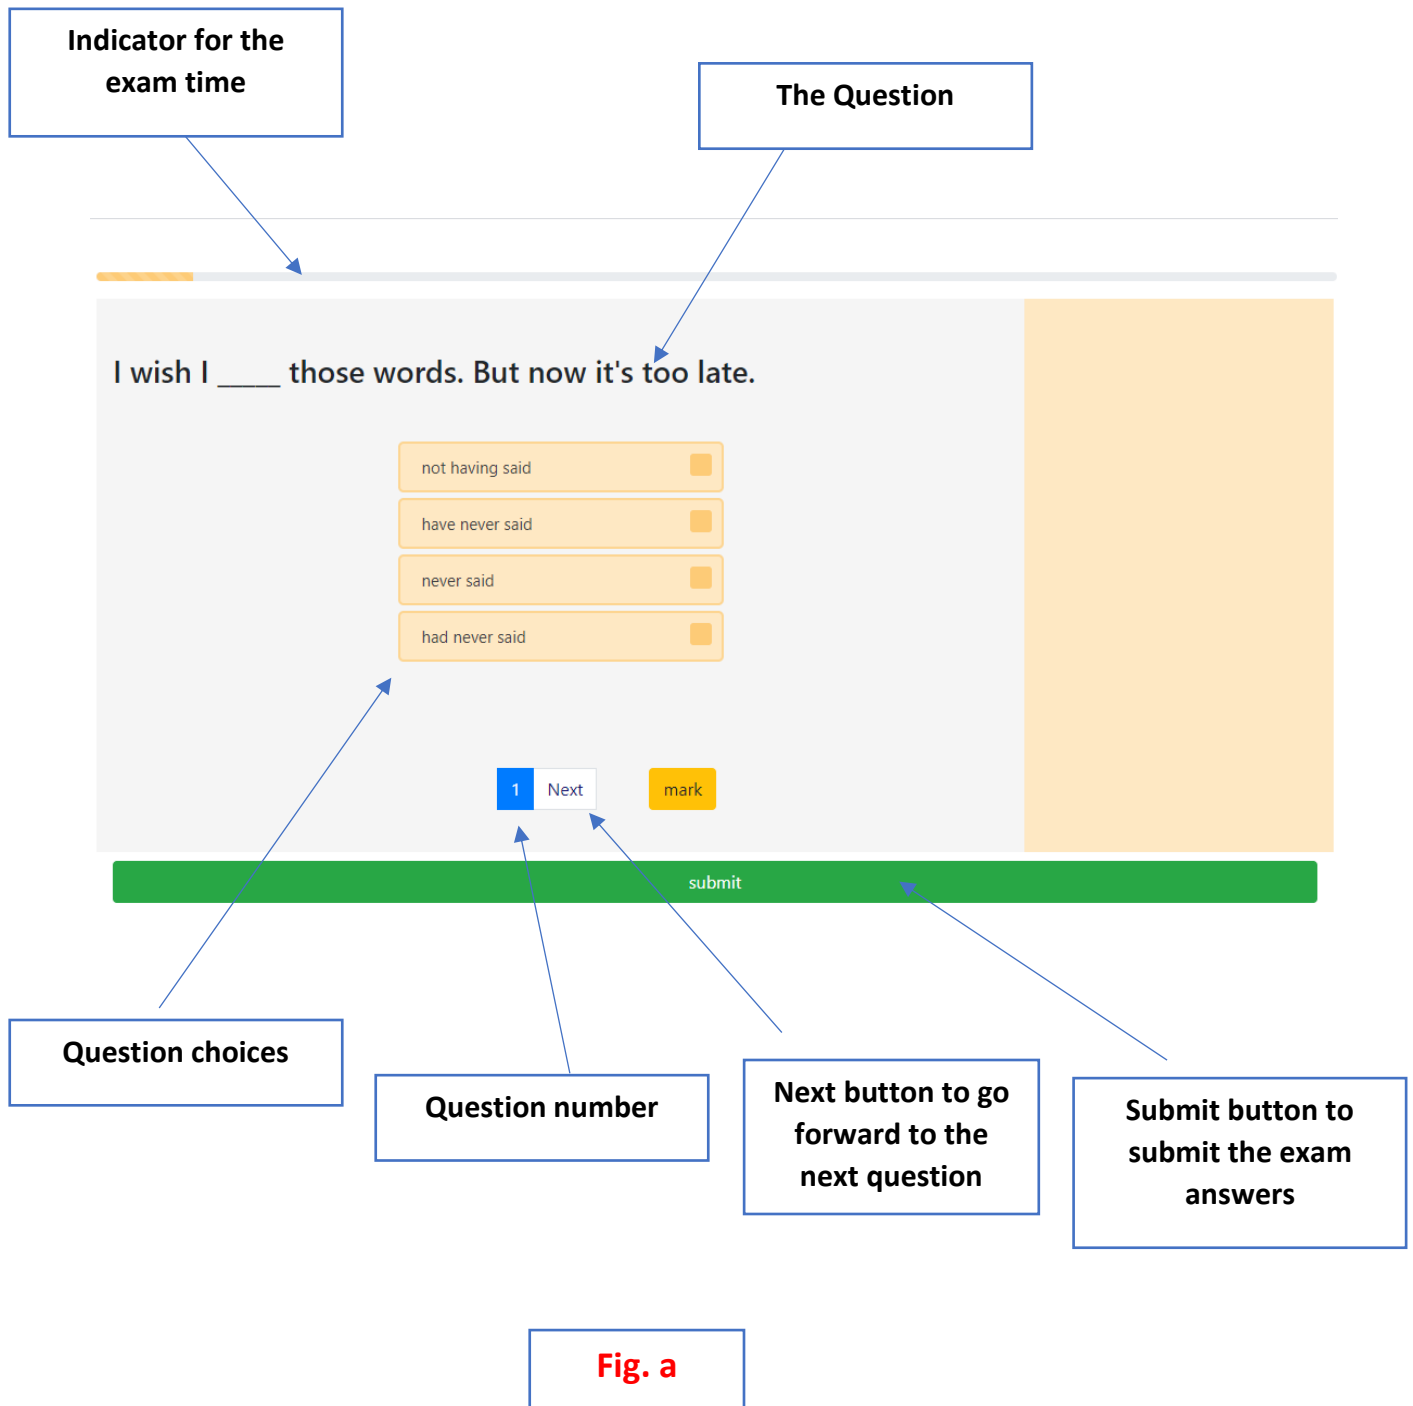 Indicator for the
exam time
The Question
I wish I _____ those words. But now it's too late.
not having said
have never said
never said
had never said
1 Next mark
submit
Question choices
Question number
Next button to go
forward to the
next question
Submit button to
submit the exam
answers
Fig. a